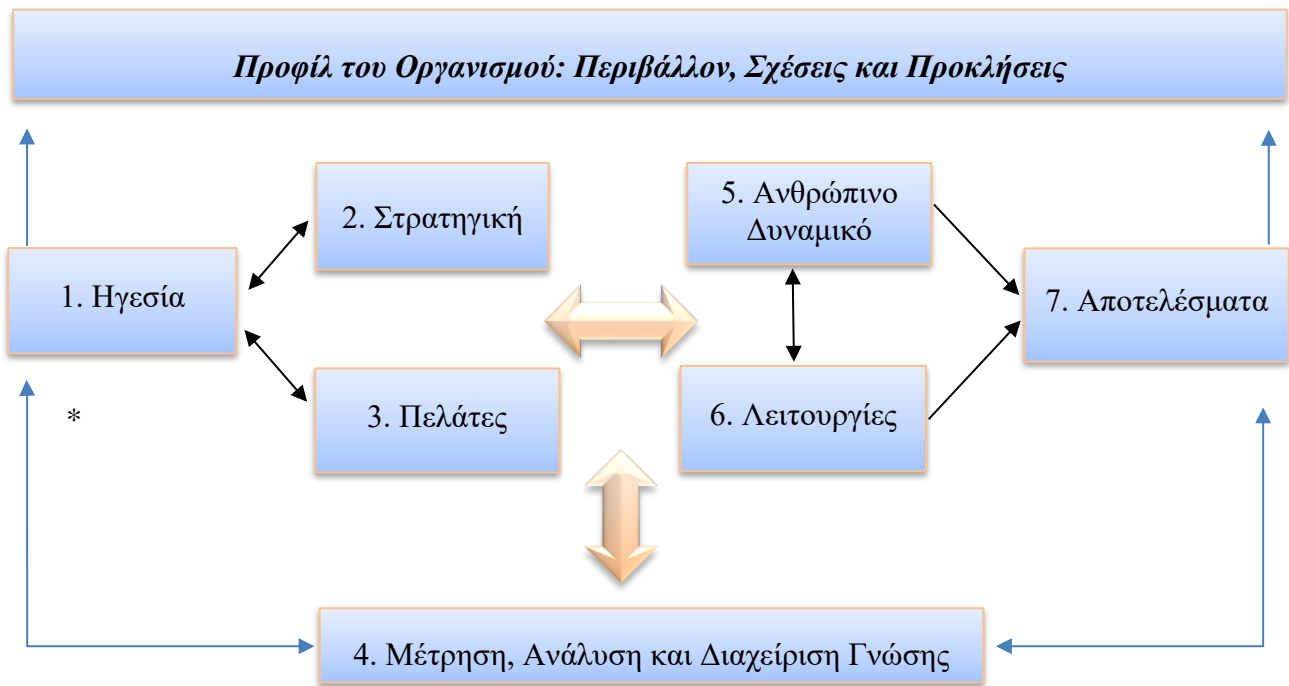 Προφίλ του Οργανισμού: Περιβάλλον, Σχέσεις και Προκλήσεις
1. Ηγεσία
2. Στρατηγική
3. Πελάτες
5. Ανθρώπινο
Δυναμικό
6. Λειτουργίες
7. Αποτελέσματα
*
4. Μέτρηση, Ανάλυση και Διαχείριση Γνώσης